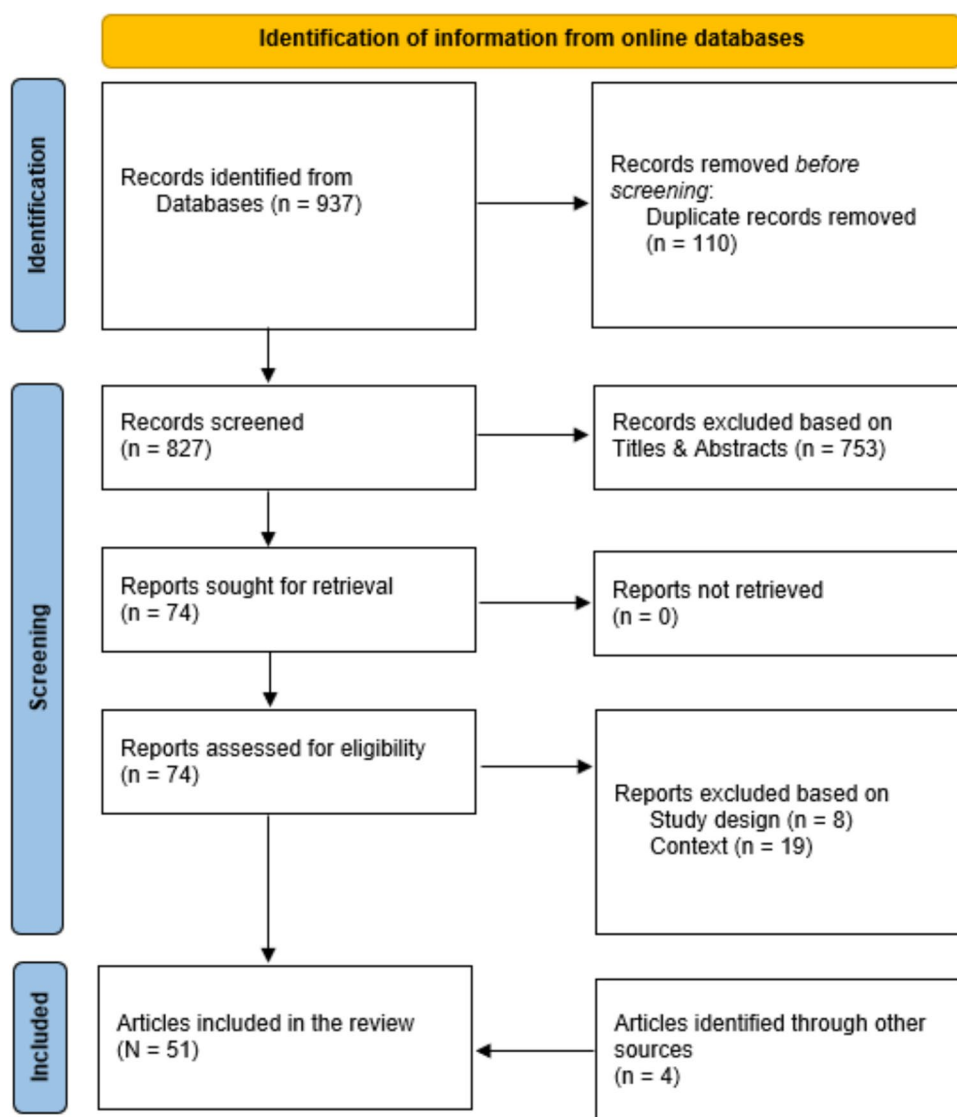 Identification of information from online databases
Identification
Records identified from
Databases (n = 937)
Records removed before
screening:
Duplicate records removed
(n = 110)
Screening
Records screened
(n = 827)
Records excluded based on
Titles & Abstracts (n = 753)
Reports sought for retrieval
(n = 74)
Reports not retrieved
(n = 0)
Reports assessed for eligibility
(n = 74)
Reports excluded based on
Study design (n = 8)
Context (n = 19)
Included
Articles included in the review
(N = 51)
Articles identified through other
sources
(n = 4)